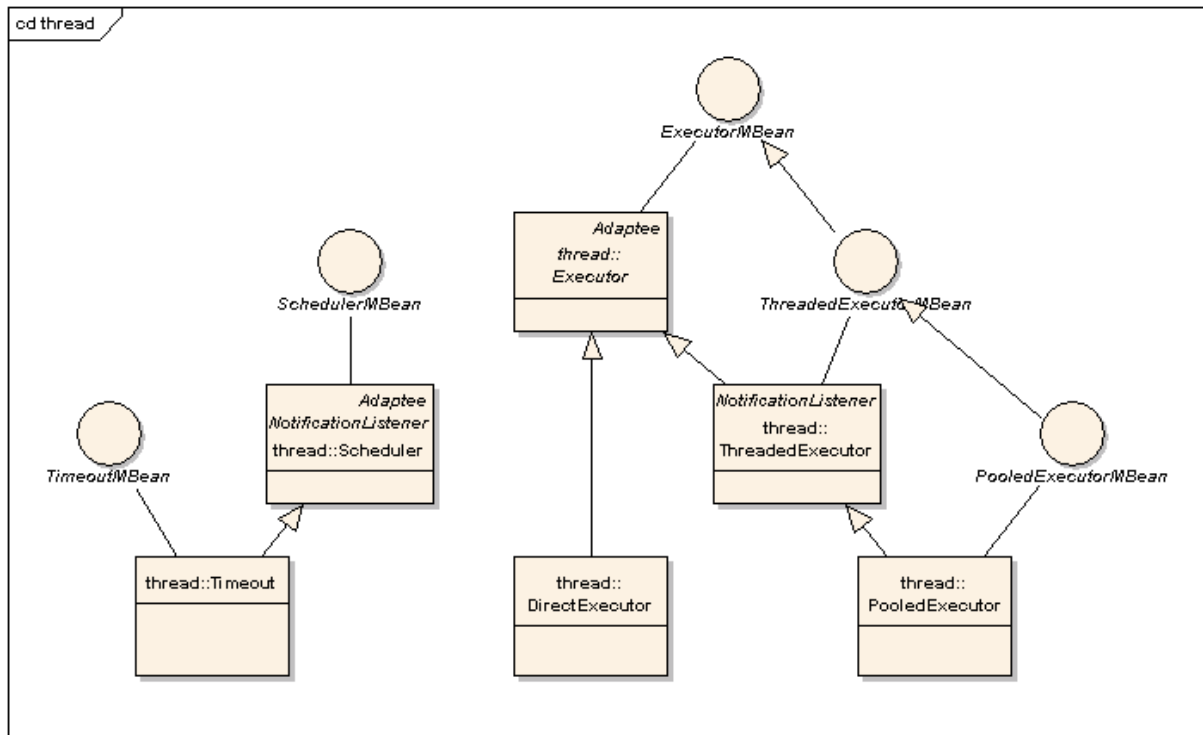 cd thread
ExecutorMBean
Adaptee
thread::
Executor
SchedulerMBean
ThreadedExecutorMBean
Adaptee
NotificationListener
thread::Scheduler
NotificationListener
thread::
ThreadedExecutor
TimeoutMBean
PooledExecutorMBean
thread::Timeout
thread::
DirectExecutor
thread::
PooledExecutor